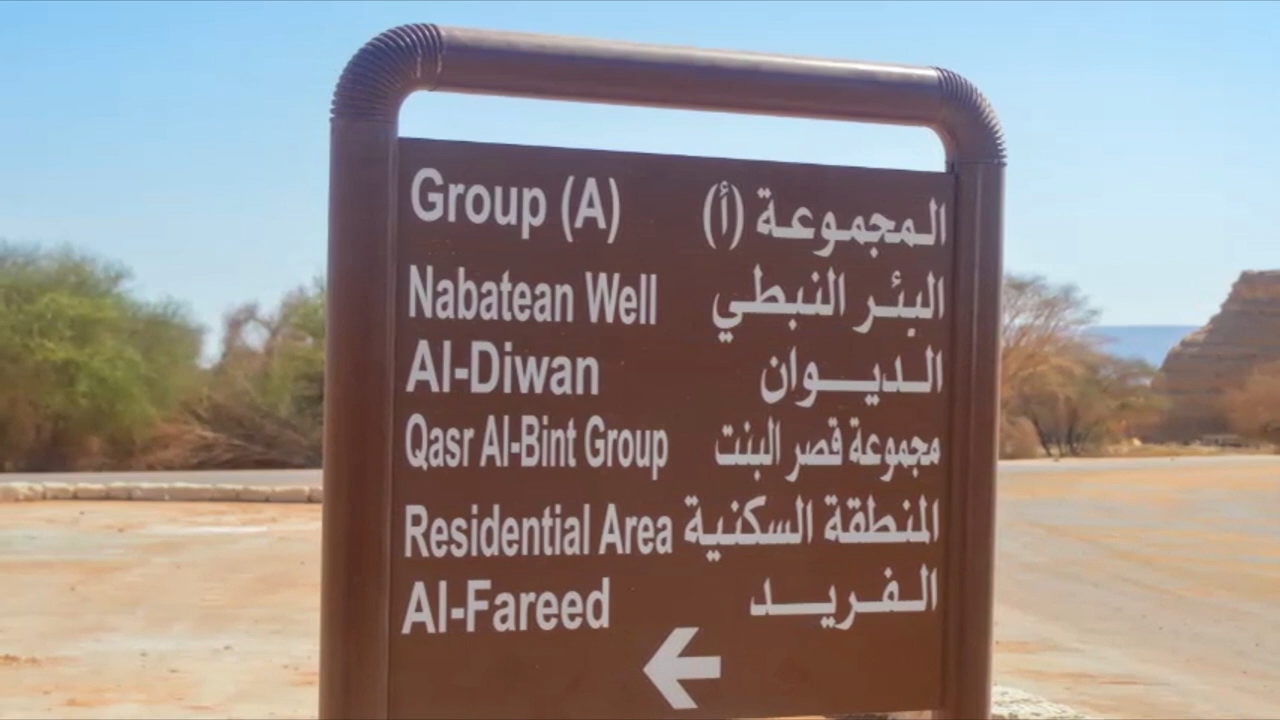 Group (A) المجموعة (أ)
Nabatean Well البئر النبطي
Al-Diwan الديوان
Qasr Al-Bint Group مجموعة قصر البنت
Residential Area المنطقة السكنية
Al-Fareed الفريد